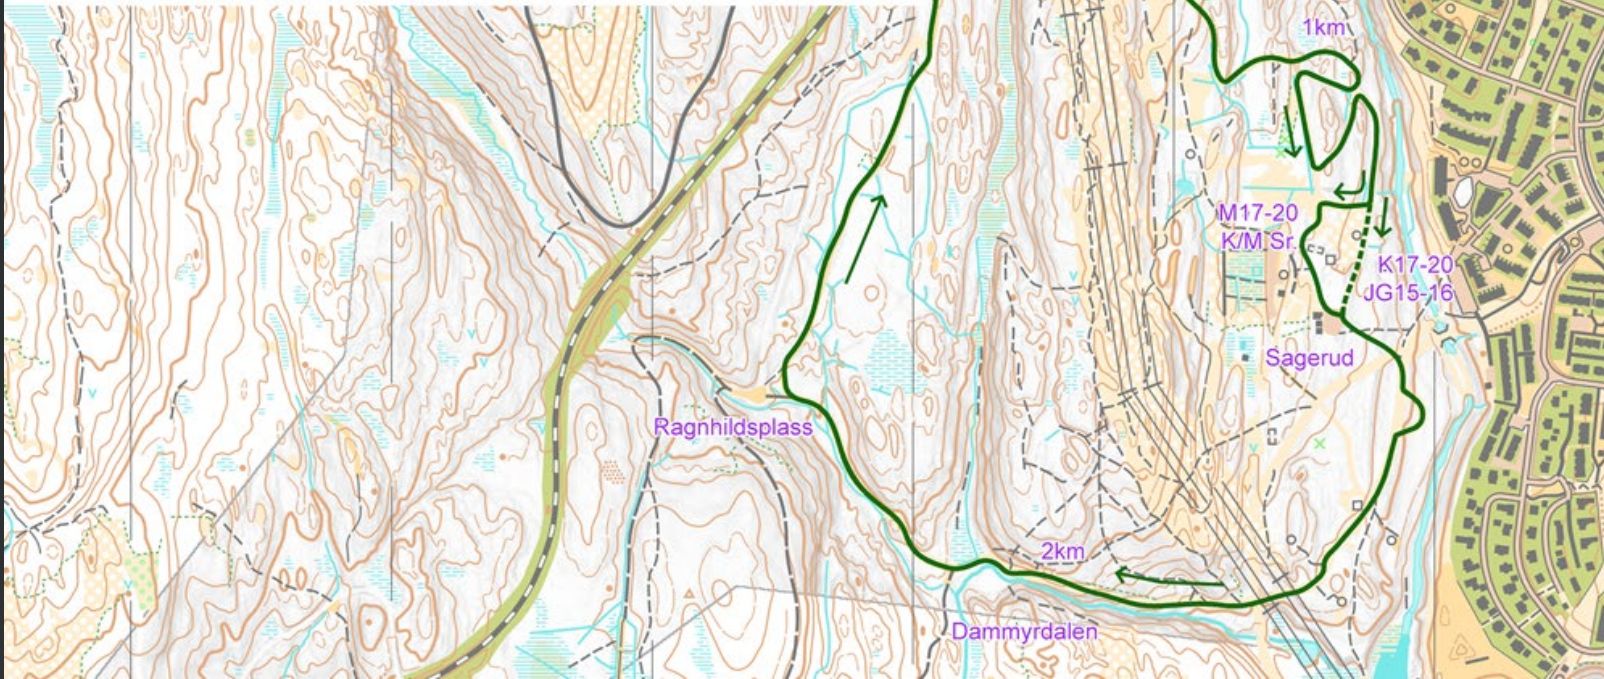 1km
M17-20
K/M Sr.
K17-20
JG15-16
Sagerud
Ragnhildsplass
2km
Dammyrdalen